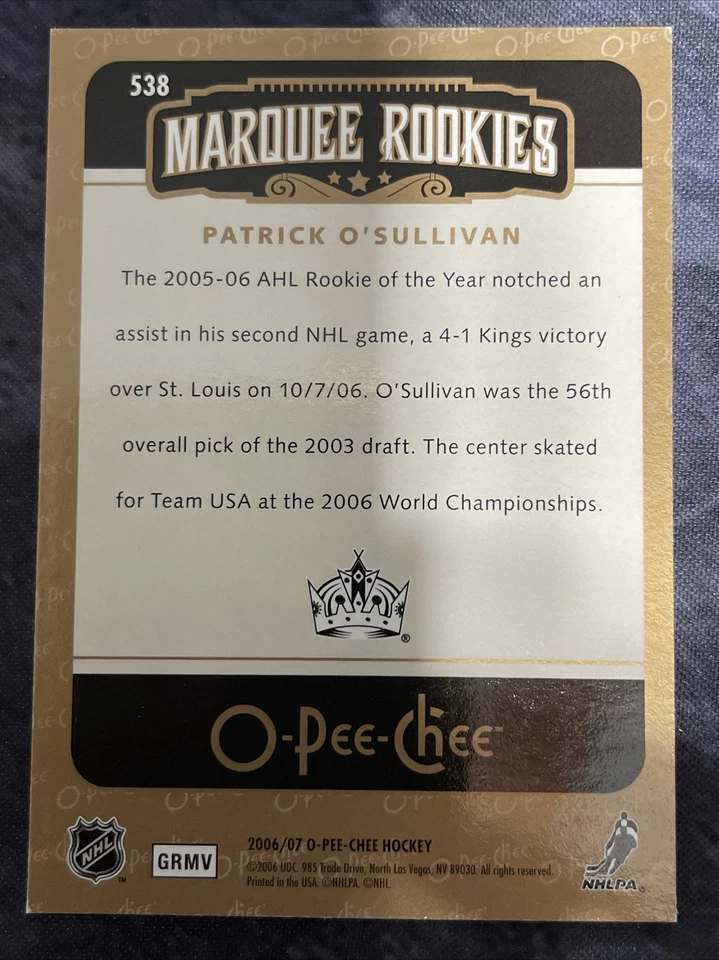 538
MARQUEE ROOKIES
PATRICK O'SULLIVAN
The 2005-06 AHL Rookie of the Year notched an
assist in his second NHL game, a 4-1 Kings victory
over St. Louis on 10/7/06. O'Sullivan was the 56th
overall pick of the 2003 draft. The center skated
for Team USA at the 2006 World Championships.
®
O-Pee-Chee™
NHL
™
GRMV
2006/07 O-PEE-CHEE HOCKEY
©2006 UDC. 985 Trade Drive, North Las Vegas, NV 89030. All rights reserved.
Printed in the USA. ©NHLPA. ©NHL.
NHLPA®